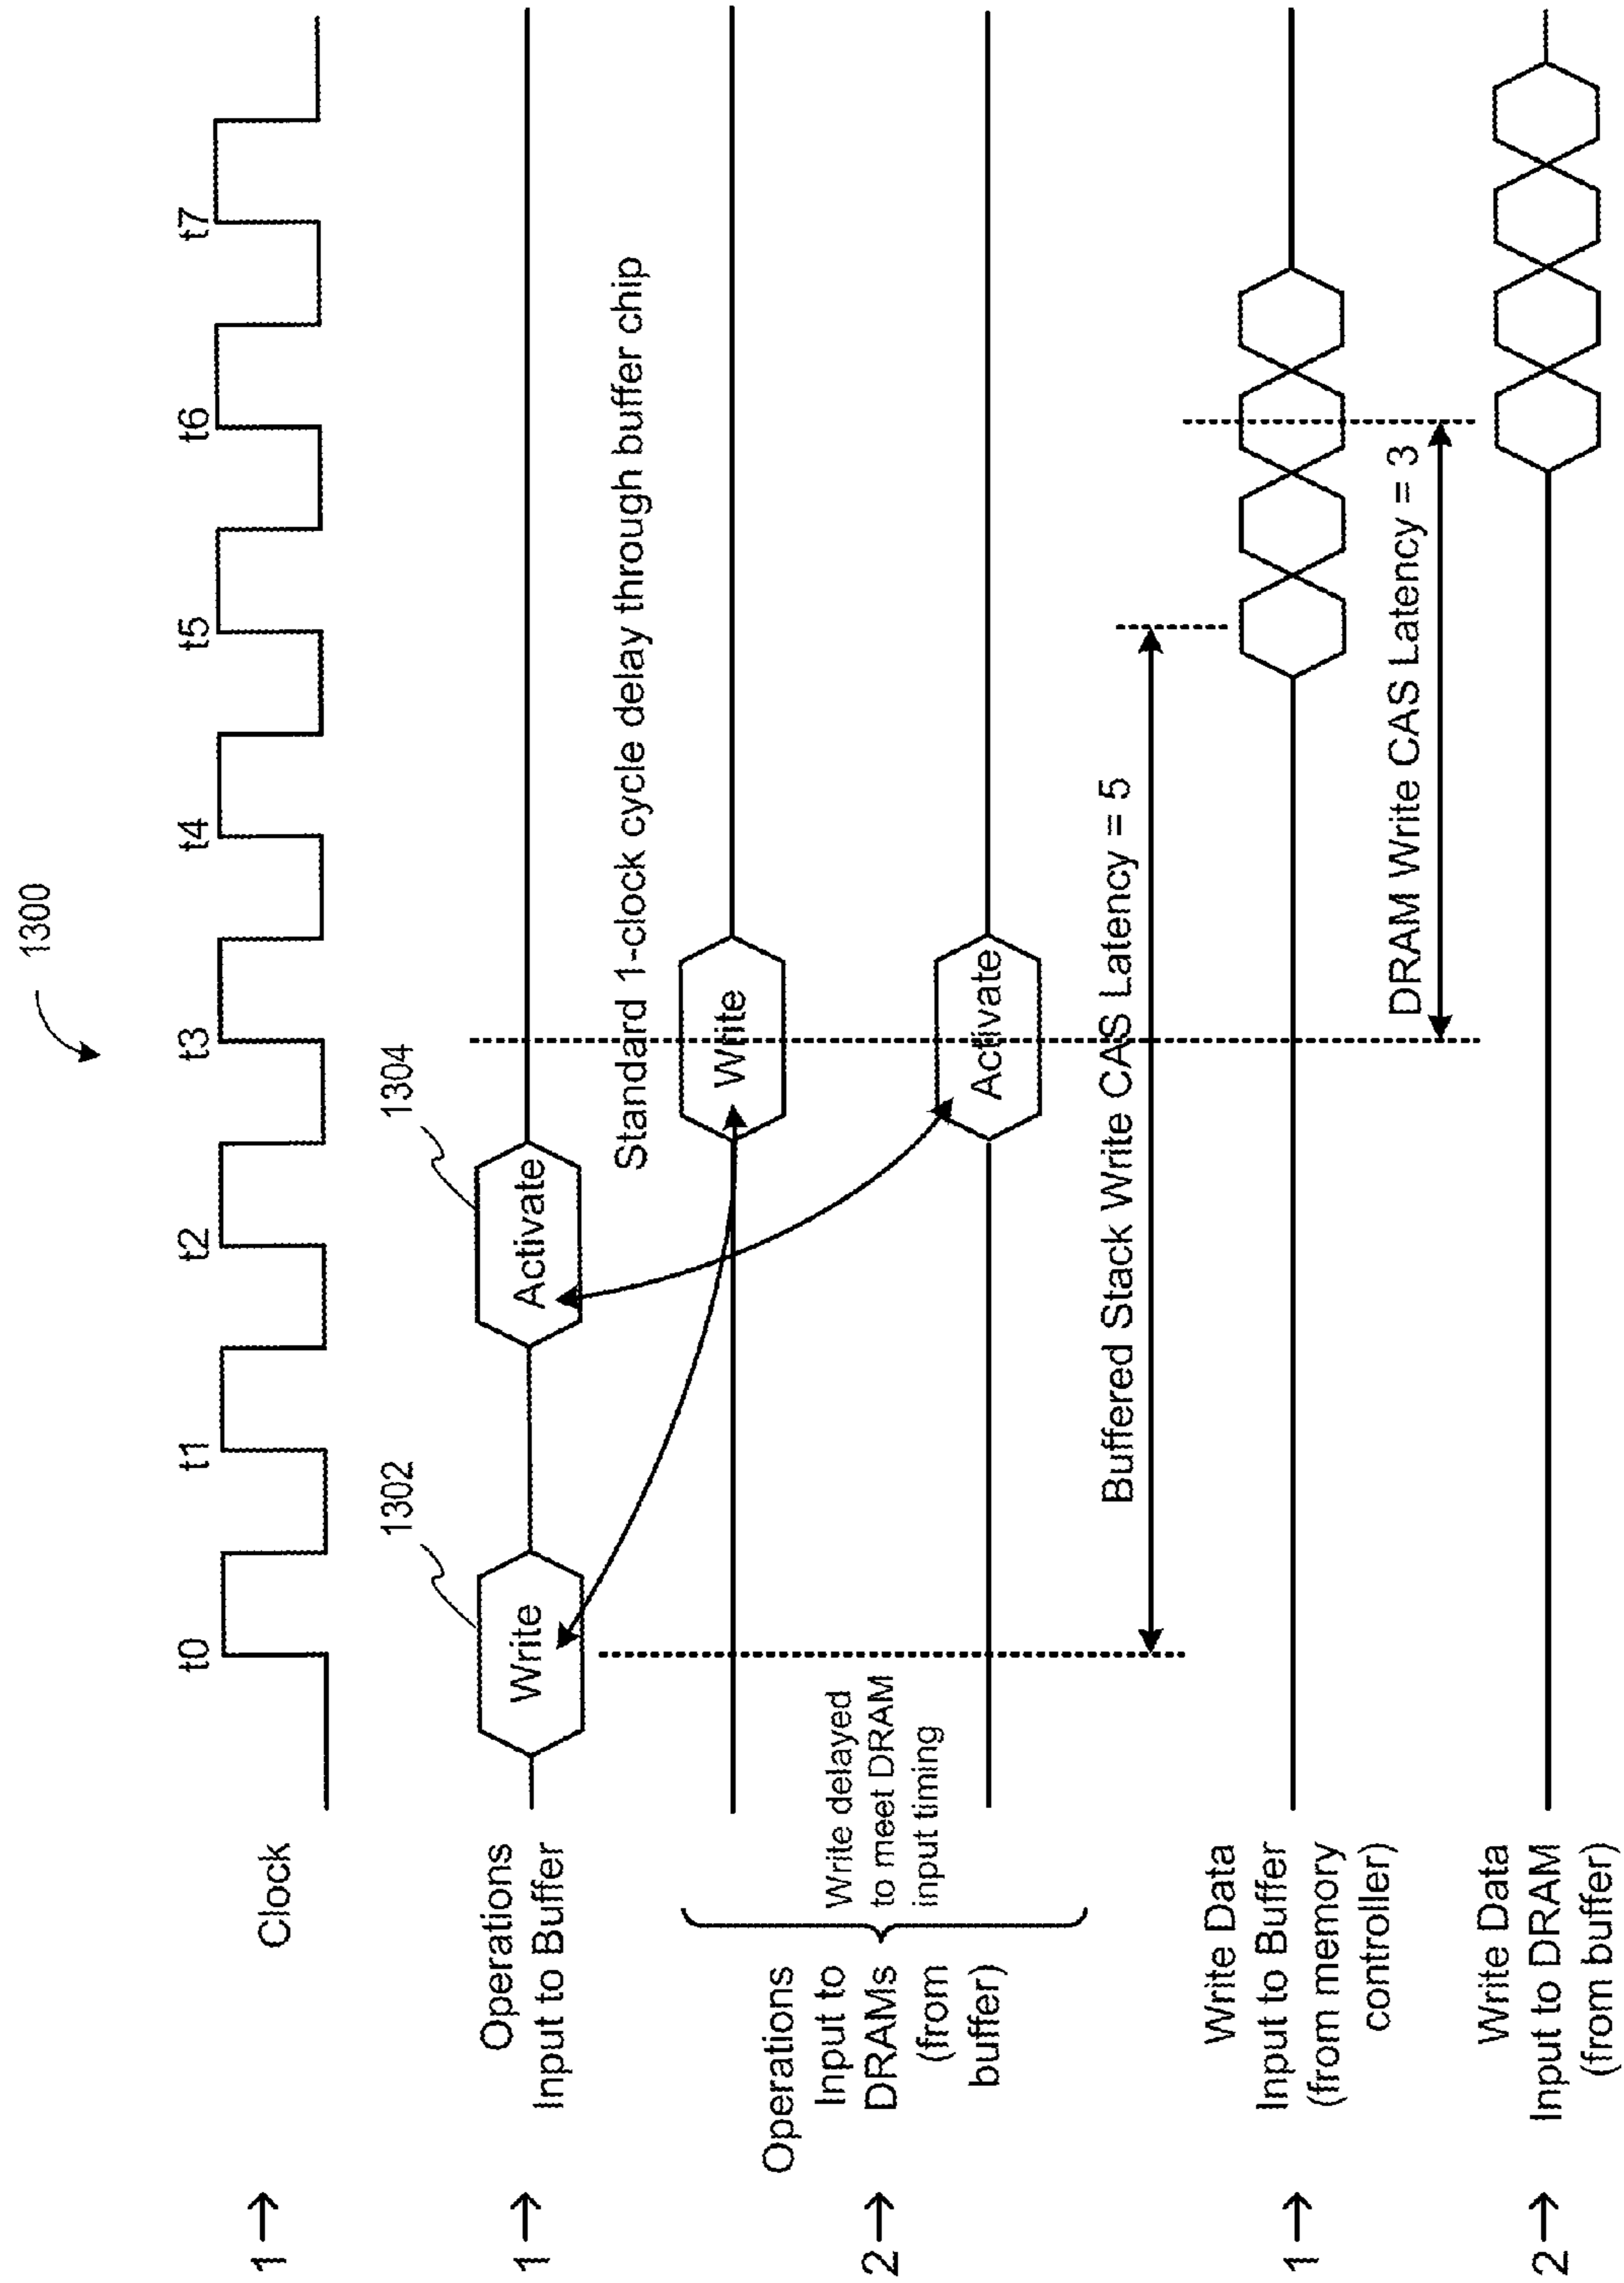 1300
1→ Clock
t0 t1 t2 t3 t4 t5 t6 t7
1→ Operations
Input to Buffer
1302
1304
Write
Activate
Standard 1-clock cycle delay through buffer chip
2→ Operations
Input to
DRAMs
(from
buffer)
Write delayed
to meet DRAM
input timing
Write
Activate
Buffered Stack Write CAS Latency = 5
1→ Write Data
Input to Buffer
(from memory
controller)
DRAM Write CAS Latency = 3
2→ Write Data
Input to DRAM
(from buffer)